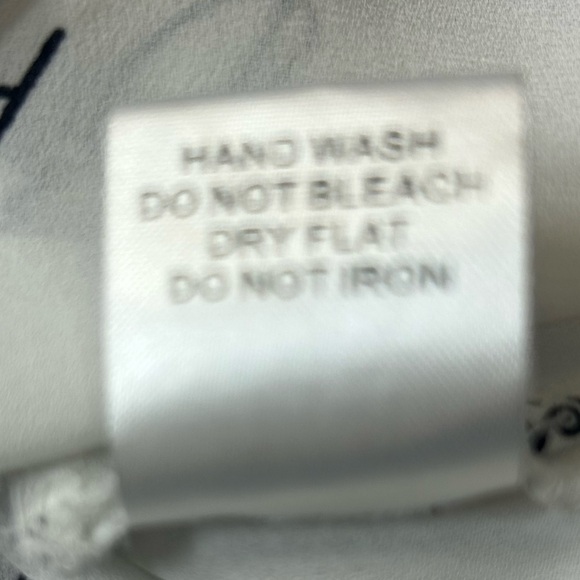 HAND WASH
DO NOT BLEACH
DRY FLAT
DO NOT IRON